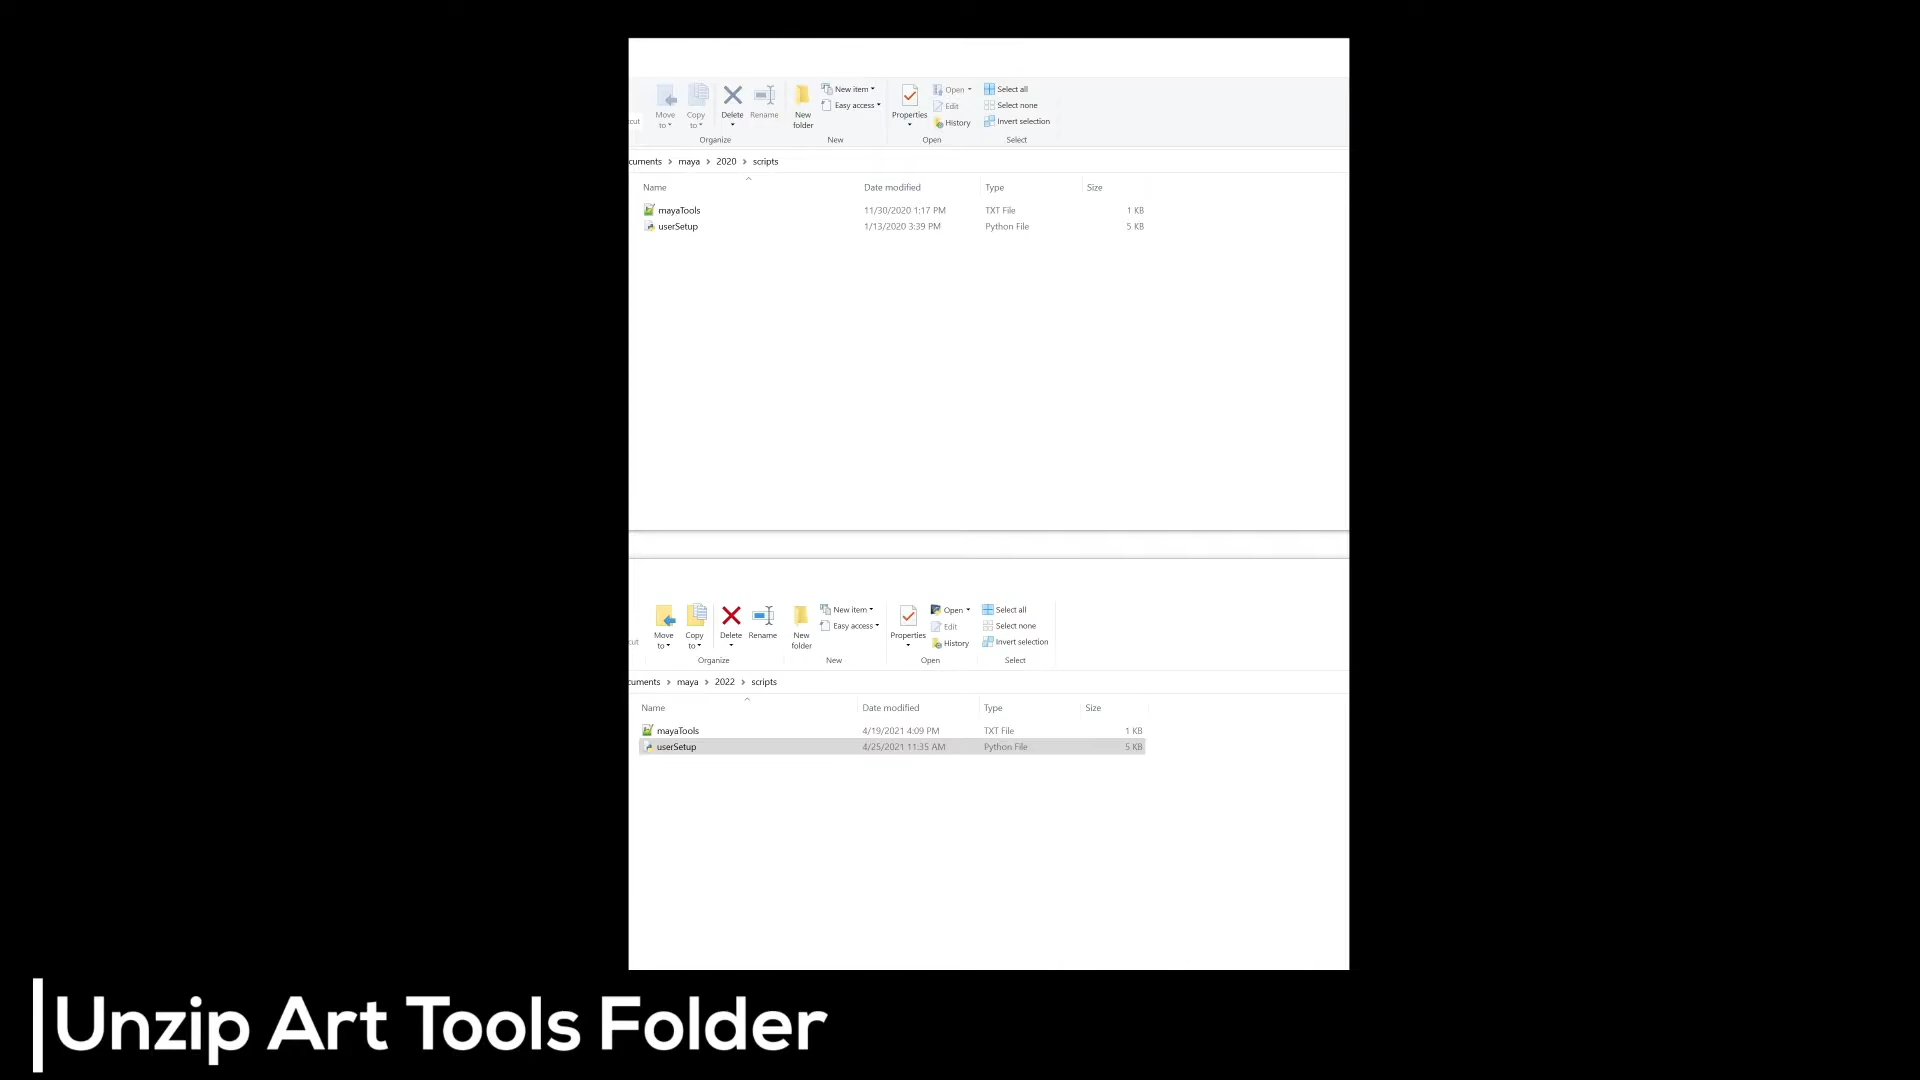 Move to
Copy to
Delete
Rename
New folder
New item
Easy access
Properties
Open
Edit
History
Select all
Select none
Invert selection
Organize
New
Open
Select
cuments > maya > 2020 > scripts
Name Date modified Type Size
mayaTools 11/30/2020 1:17 PM TXT File 1 KB
userSetup 1/13/2020 3:39 PM Python File 5 KB
Move to
Copy to
Delete
Rename
New folder
New item
Easy access
Properties
Open
Edit
History
Select all
Select none
Invert selection
Organize
New
Open
Select
cuments > maya > 2022 > scripts
Name Date modified Type Size
mayaTools 4/19/2021 4:09 PM TXT File 1 KB
userSetup 4/25/2021 11:35 AM Python File 5 KB
Unzip Art Tools Folder